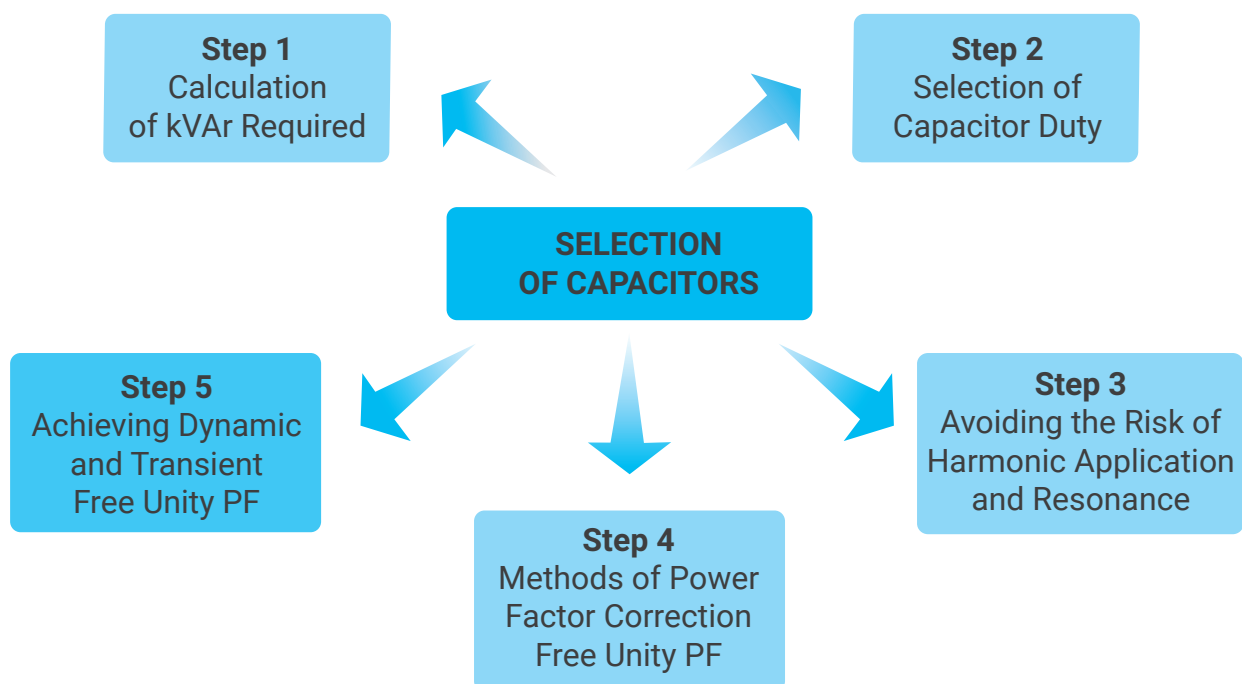 Step 1
Calculation
of kVAr Required
Step 2
Selection of
Capacitor Duty
SELECTION
OF CAPACITORS
Step 5
Achieving Dynamic
and Transient
Free Unity PF
Step 4
Methods of Power
Factor Correction
Free Unity PF
Step 3
Avoiding the Risk of
Harmonic Application
and Resonance